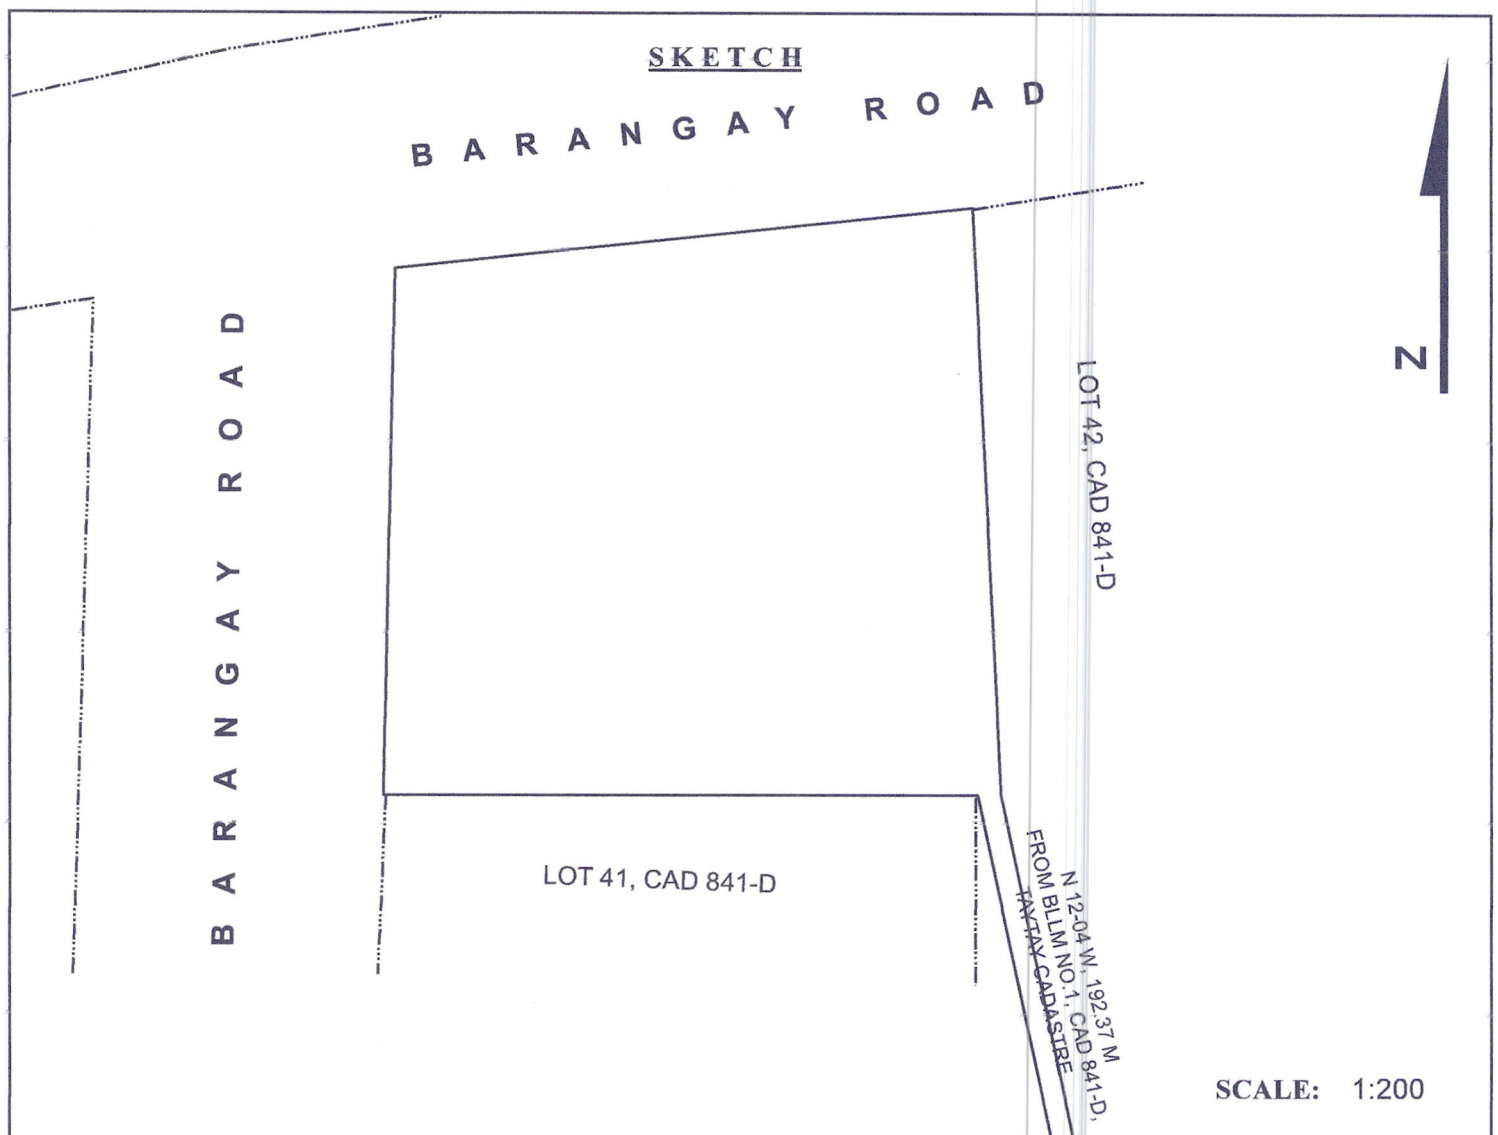 SKETCH
BARANGAY ROAD
BARANGAY ROAD
N
LOT 42, CAD 841-D
LOT 41, CAD 841-D
N 12-04 W, 192.37 M
FROM BLLM NO.1, CAD 841-D,
TAYTAY CADASTRE
SCALE: 1:200